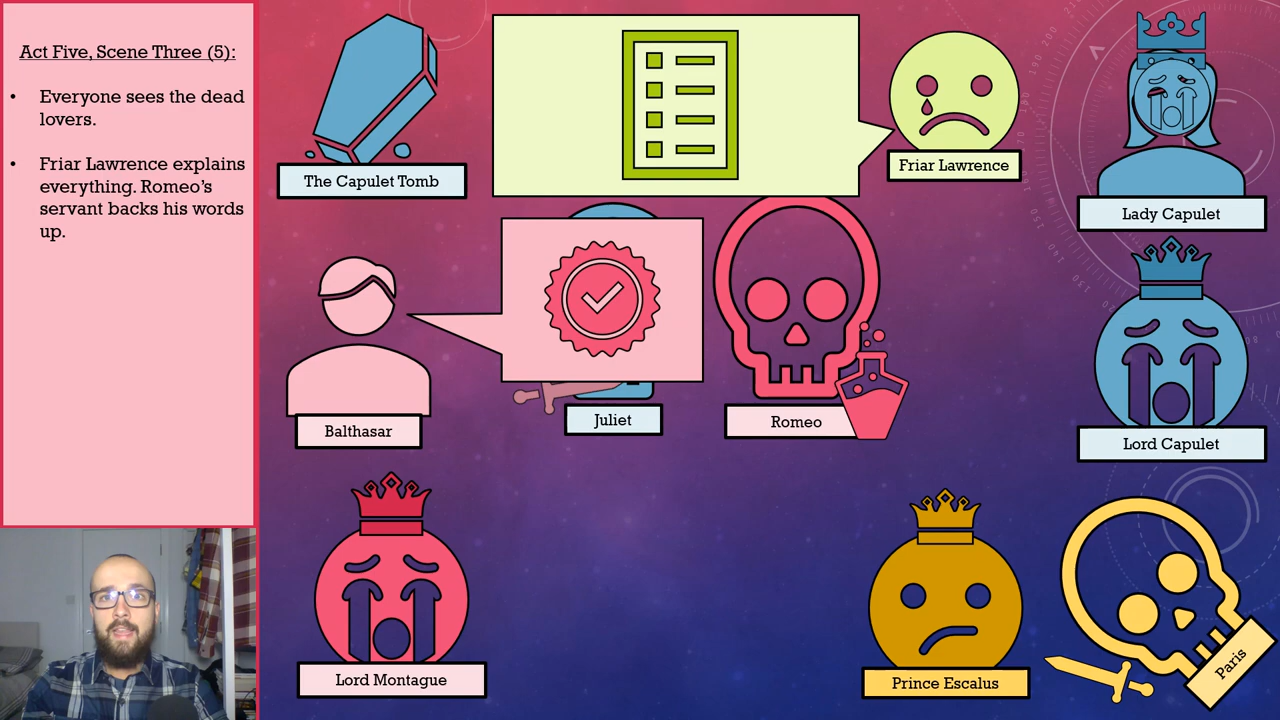 Act Five, Scene Three (5):
• Everyone sees the dead
lovers.
• Friar Lawrence explains
everything. Romeo's
servant backs his words
up.
The Capulet Tomb
Friar Lawrence
Lady Capulet
Balthasar
Juliet
Romeo
Lord Capulet
Lord Montague
Prince Escalus
Paris